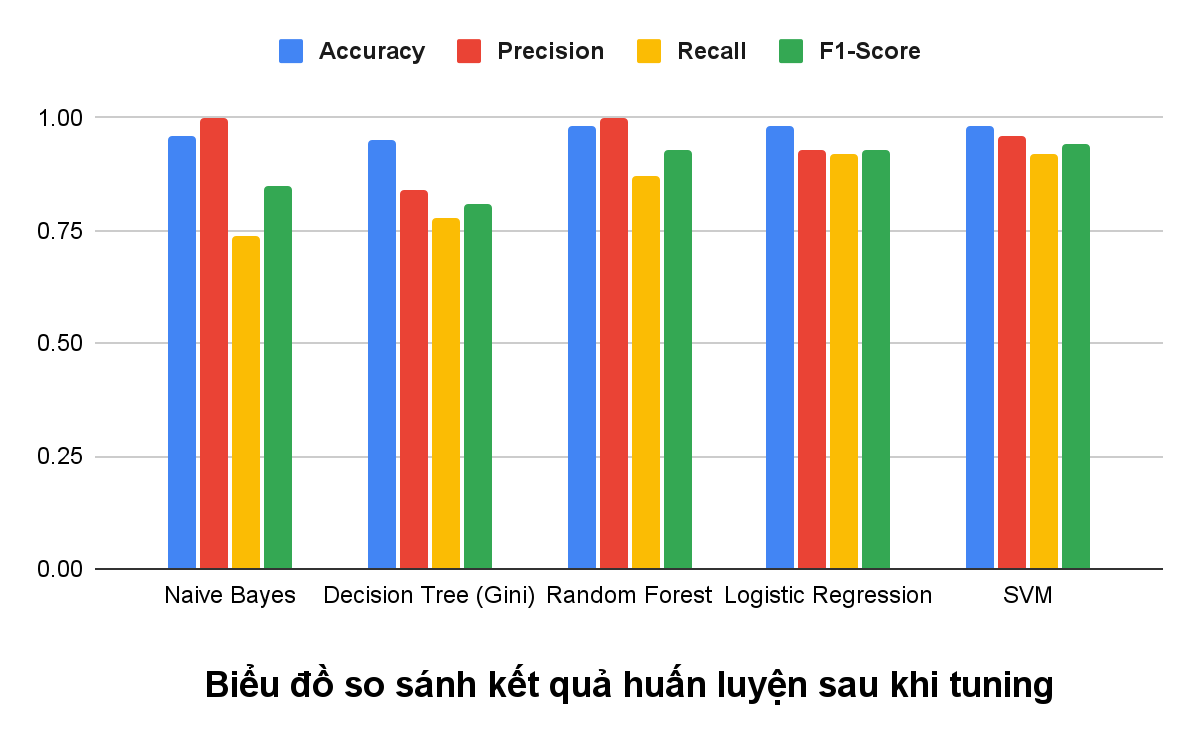 Accuracy Precision Recall F1-Score
1.00
0.75
0.50
0.25
0.00
Naive Bayes Decision Tree (Gini) Random Forest Logistic Regression SVM
Biểu đồ so sánh kết quả huấn luyện sau khi tuning